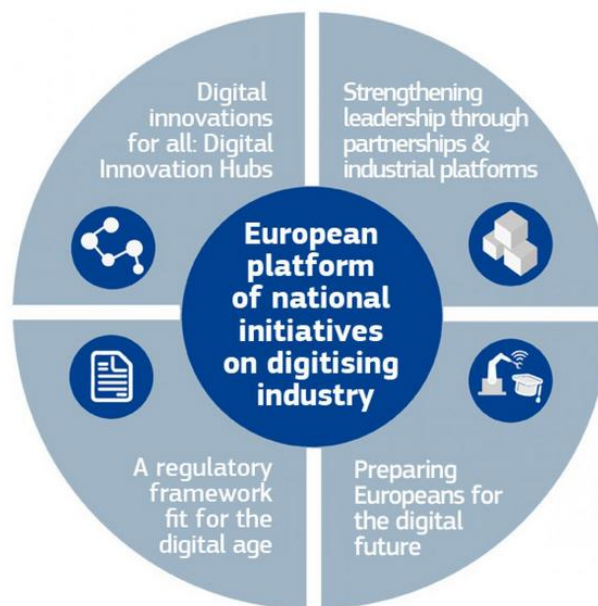 Digital
innovations
for all: Digital
Innovation Hubs
Strengthening
leadership through
partnerships &
industrial platforms
European
platform
of national
initiatives
on digitising
industry
A regulatory
framework
fit for the
digital age
Preparing
Europeans for
the digital
future